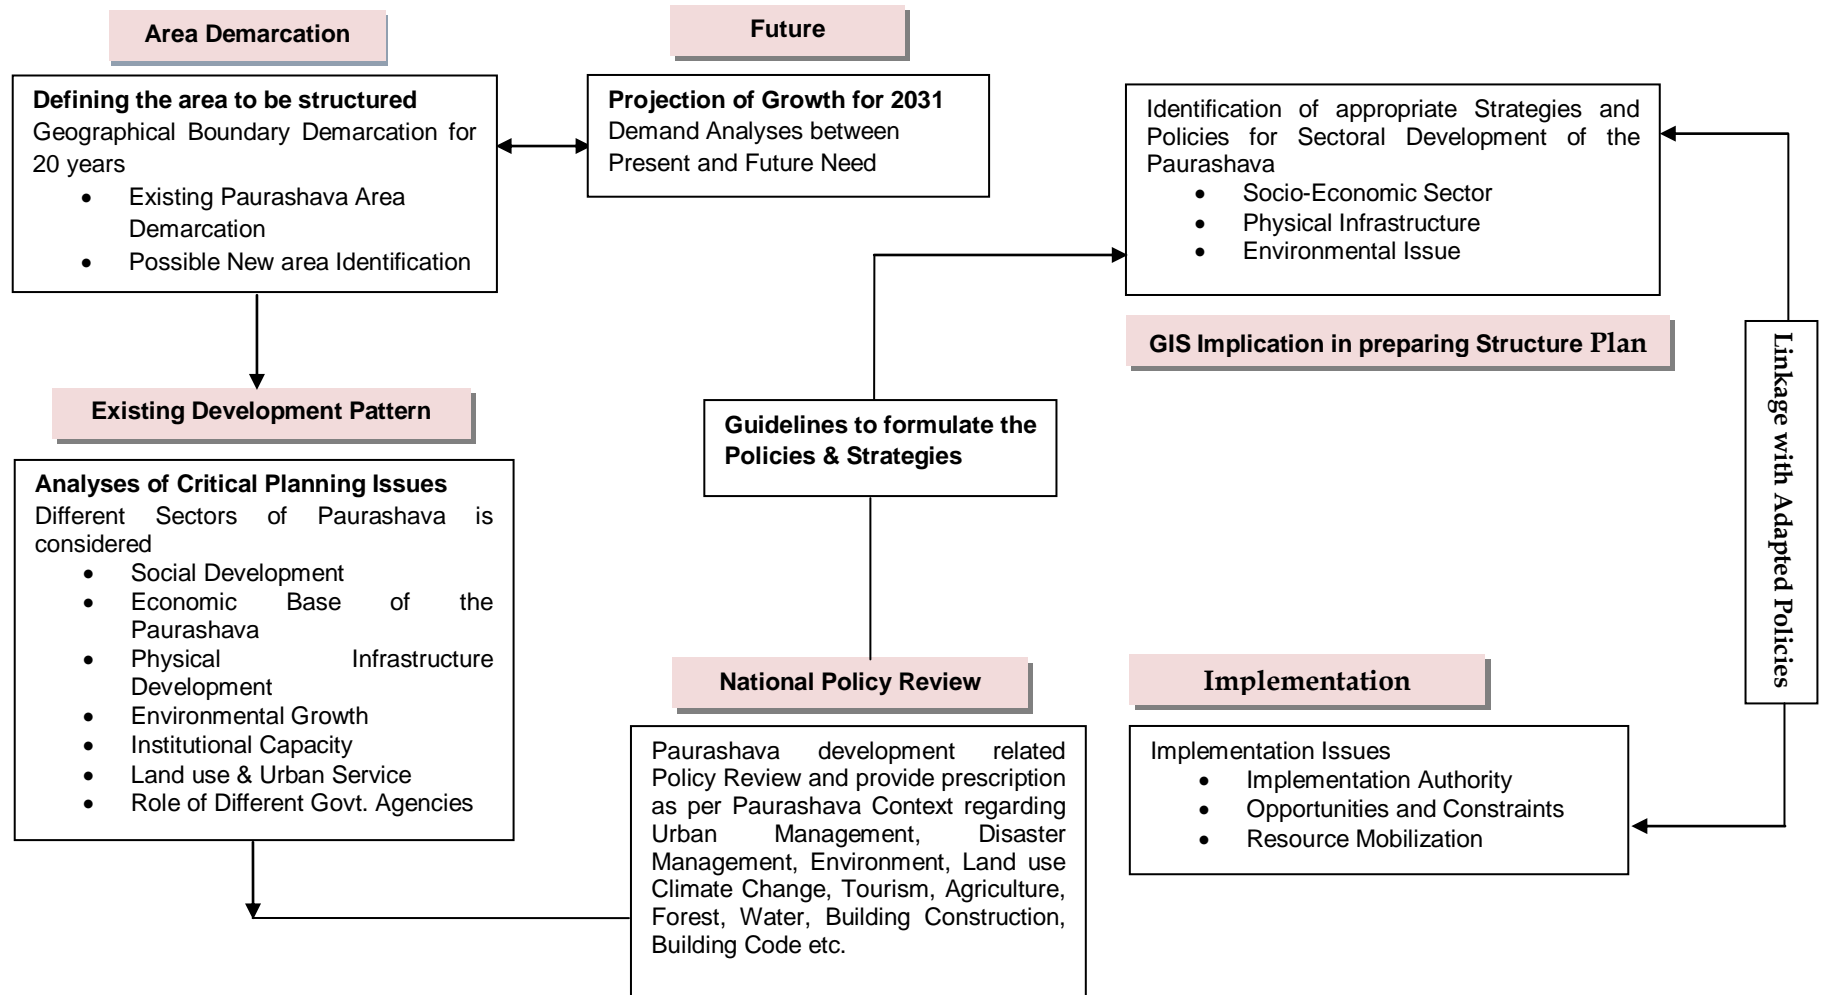 Area Demarcation
Defining the area to be structured
Geographical Boundary Demarcation for
20 years
• Existing Paurashava Area
Demarcation
• Possible New area Identification
Future
Projection of Growth for 2031
Demand Analyses between
Present and Future Need
Existing Development Pattern
Analyses of Critical Planning Issues
Different Sectors of Paurashava is
considered
• Social Development
• Economic Base of the
Paurashava
• Physical Infrastructure
Development
• Environmental Growth
• Institutional Capacity
• Land use & Urban Service
• Role of Different Govt. Agencies
National Policy Review
Paurashava development related
Policy Review and provide prescription
as per Paurashava Context regarding
Urban Management, Disaster
Management, Environment, Land use
Climate Change, Tourism, Agriculture,
Forest, Water, Building Construction,
Building Code etc.
Guidelines to formulate the
Policies & Strategies
Identification of appropriate Strategies and
Policies for Sectoral Development of the
Paurashava
• Socio-Economic Sector
• Physical Infrastructure
• Environmental Issue
GIS Implication in preparing Structure Plan
Linkage with Adapted Policies
Implementation
Implementation Issues
• Implementation Authority
• Opportunities and Constraints
• Resource Mobilization